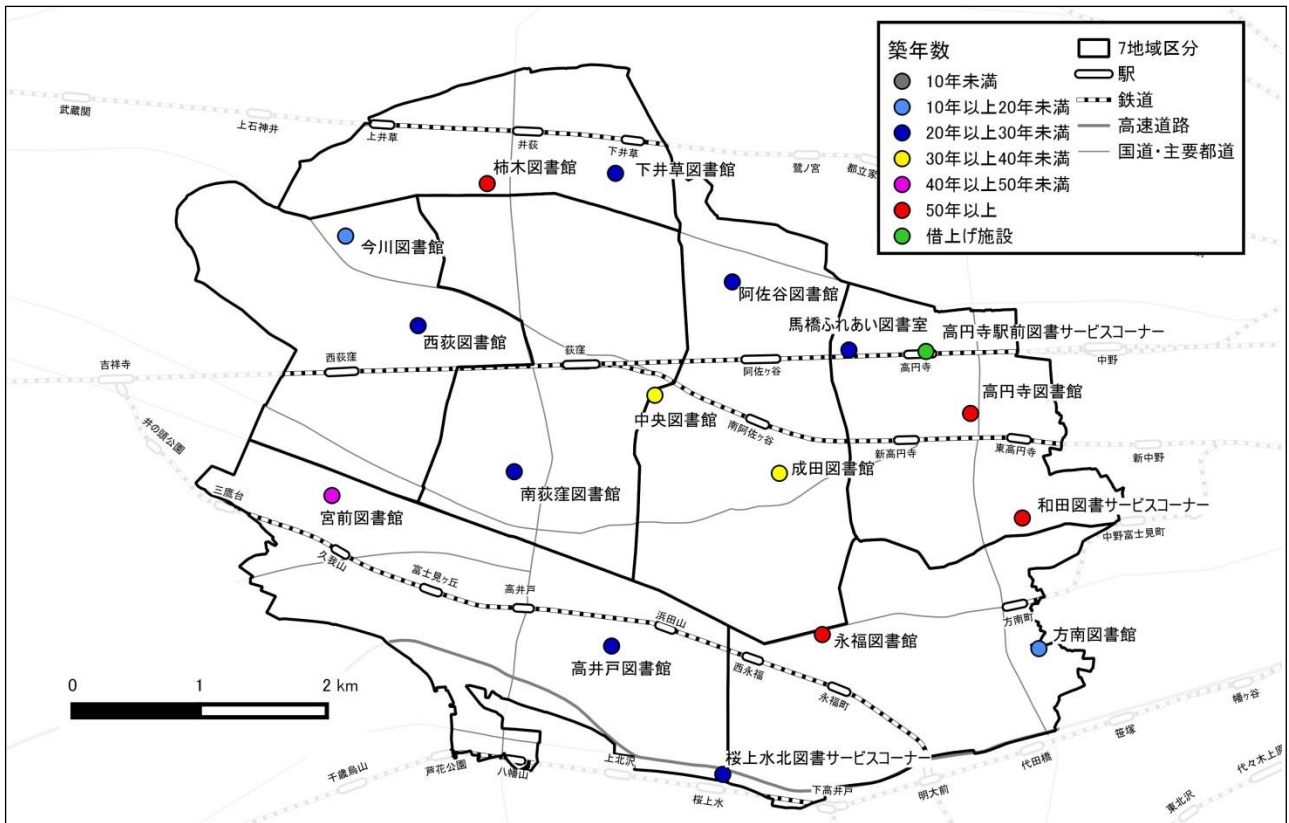 築年数
10年未満
10年以上20年未満
20年以上30年未満
30年以上40年未満
40年以上50年未満
50年以上
借上げ施設
7地域区分
駅
鉄道
高速道路
国道・主要都道
武蔵関
上石神井
上井草
井荻
下井草
鷺ノ宮
都立家
柿木図書館
下井草図書館
今川図書館
阿佐谷図書館
西荻図書館
馬橋ふれあい図書室
高円寺駅前図書サービスコーナー
吉祥寺
西荻窪
荻窪
阿佐ヶ谷
高円寺
中野
井の頭公園
中央図書館
南阿佐ヶ谷
高円寺図書館
新高円寺
東高円寺
新中野
三鷹台
宮前図書館
南荻窪図書館
成田図書館
和田図書サービスコーナー
中野富士見町
久我山
富士見ヶ丘
高井戸
浜田山
方南町
永福図書館
方南図書館
高井戸図書館
西永福
永福町
0 1 2 km
千歳烏山
芦花公園
八幡山
上北沢
桜上水北図書サービスコーナー
桜上水
下高井戸
明大前
代田橋
笹塚
幡ヶ谷
代々木上原
東北沢